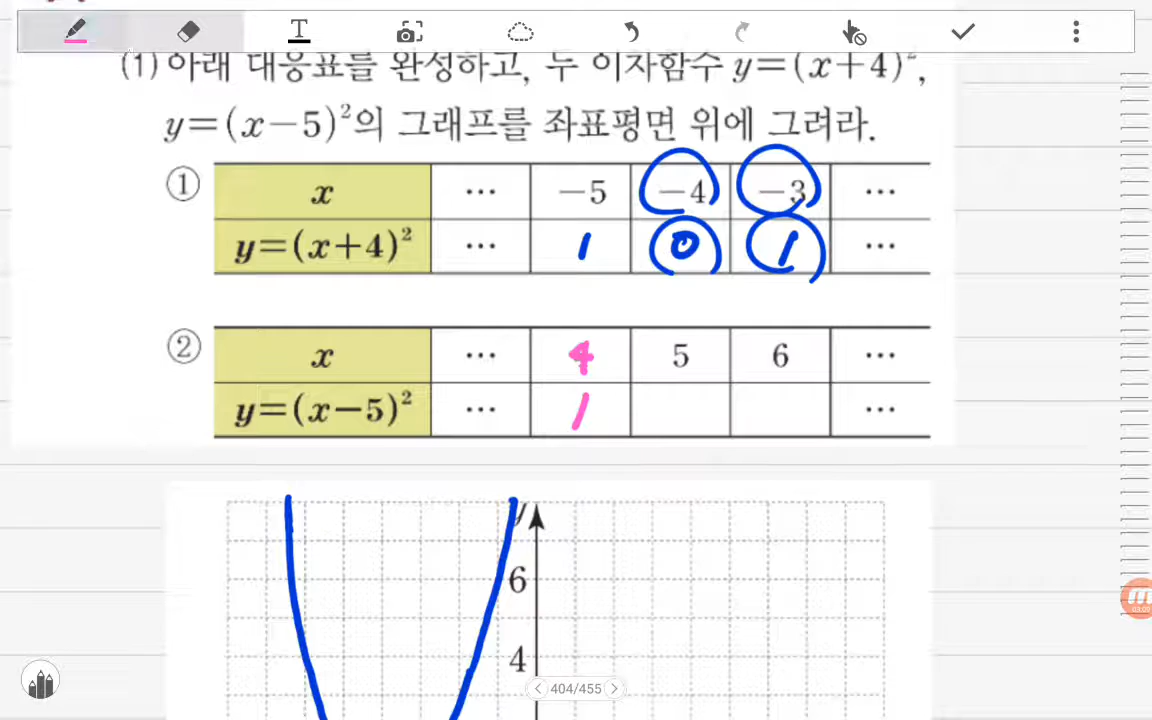 T
(1) 아래 대응표를 완성하고, 두 이차함수 y=(x+4)²,
y=(x-5)²의 그래프를 좌표평면 위에 그려라.
① x … -5 -4 -3 …
y=(x+4)² … 1 0 1 …
② x … 4 5 6 …
y=(x-5)² … 1 …
y
6
4
404/455
03:09